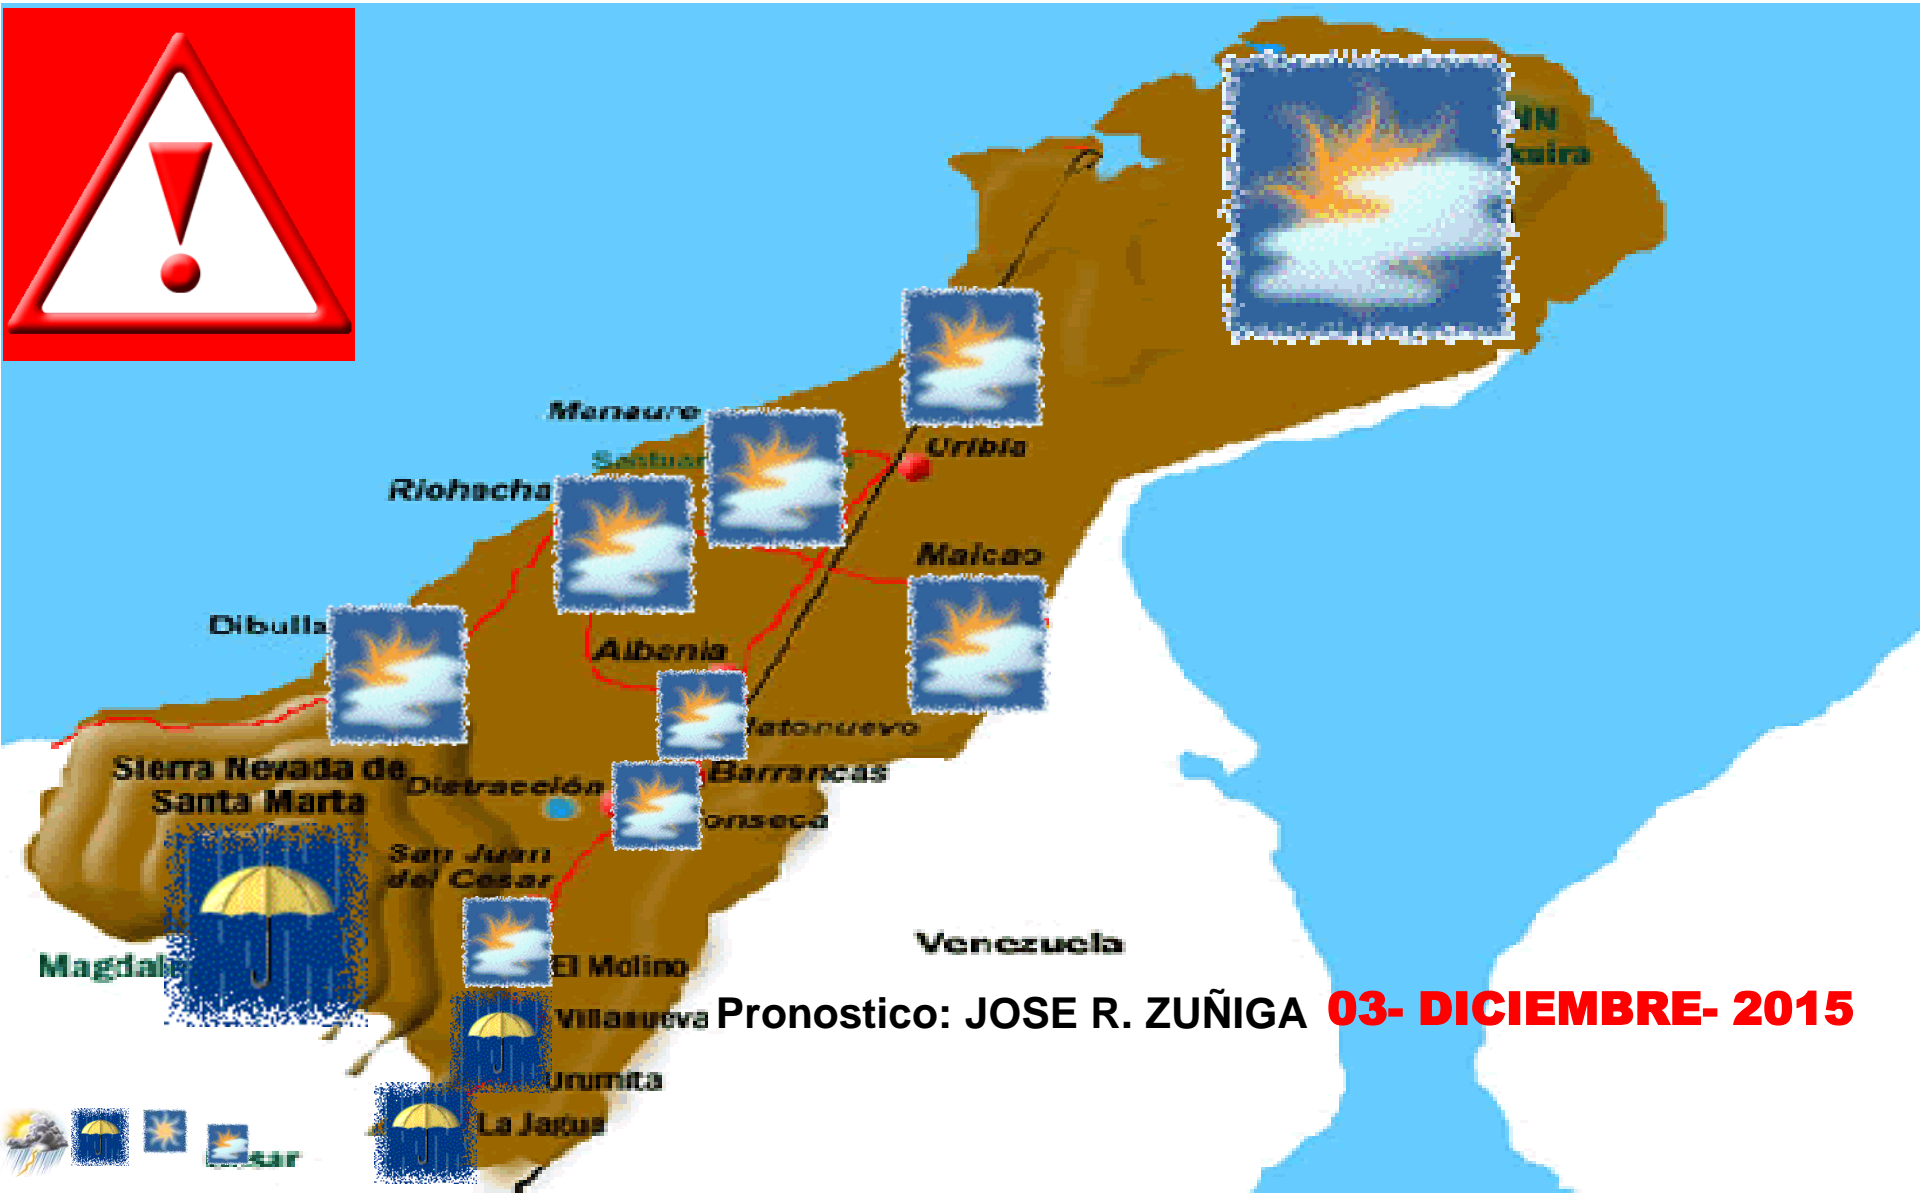 Manaure
Uribia
Riohacha
Maicao
Dibulla
Albania
Barrancas
Sierra Nevada de
Santa Marta
Distracción
San Juan
del Cesar
Venezuela
El Molino
Villanueva
Pronostico: JOSE R. ZUÑIGA 03- DICIEMBRE- 2015
Urumita
La Jagua